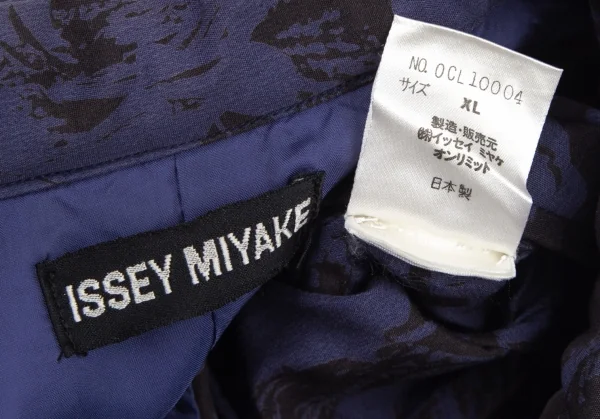 ISSEY MIYAKE
NO. OCL10004
サイズ
XL
製造・販売元
㈱イッセイ ミヤケ
オンリミット
日本製